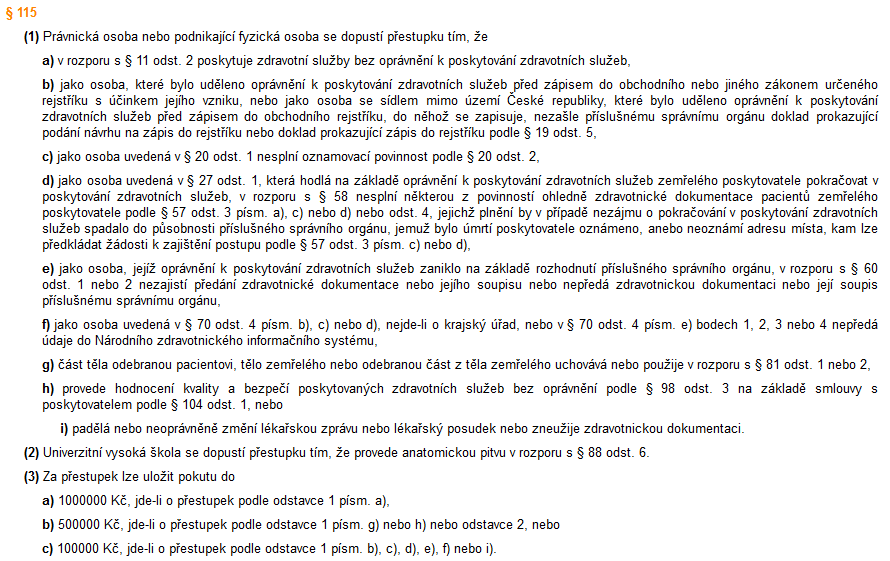 § 115
(1) Právnická osoba nebo podnikající fyzická osoba se dopustí přestupku tím, že
a) v rozporu s § 11 odst. 2 poskytuje zdravotní služby bez oprávnění k poskytování zdravotních služeb,
b) jako osoba, které bylo uděleno oprávnění k poskytování zdravotních služeb před zápisem do obchodního nebo jiného zákonem určeného
rejstříku s účinkem jejího vzniku, nebo jako osoba se sídlem mimo území České republiky, které bylo uděleno oprávnění k poskytování
zdravotních služeb před zápisem do obchodního rejstříku, do něhož se zapisuje, nezašle příslušnému správnímu orgánu doklad prokazující
podání návrhu na zápis do rejstříku nebo doklad prokazující zápis do rejstříku podle § 19 odst. 5,
c) jako osoba uvedená v § 20 odst. 1 nesplní oznamovací povinnost podle § 20 odst. 2,
d) jako osoba uvedená v § 27 odst. 1, která hodlá na základě oprávnění k poskytování zdravotních služeb zemřelého poskytovatele pokračovat v
poskytování zdravotních služeb, v rozporu s § 58 nesplní některou z povinností ohledně zdravotnické dokumentace pacientů zemřelého
poskytovatele podle § 57 odst. 3 písm. a), c) nebo d) nebo odst. 4, jejichž plnění by v případě nezájmu o pokračování v poskytování zdravotních
služeb spadalo do působnosti příslušného správního orgánu, jemuž bylo úmrtí poskytovatele oznámeno, anebo neoznámí adresu místa, kam lze
předkládat žádosti k zajištění postupu podle § 57 odst. 3 písm. c) nebo d),
e) jako osoba, jejíž oprávnění k poskytování zdravotních služeb zaniklo na základě rozhodnutí příslušného správního orgánu, v rozporu s § 60
odst. 1 nebo 2 nezajistí předání zdravotnické dokumentace nebo jejího soupisu nebo nepředá zdravotnickou dokumentaci nebo její soupis
příslušnému správnímu orgánu,
f) jako osoba uvedená v § 70 odst. 4 písm. b), c) nebo d), nejde-li o krajský úřad, nebo v § 70 odst. 4 písm. e) bodech 1, 2, 3 nebo 4 nepředá
údaje do Národního zdravotnického informačního systému,
g) část těla odebranou pacientovi, tělo zemřelého nebo odebranou část z těla zemřelého uchovává nebo použije v rozporu s § 81 odst. 1 nebo 2,
h) provede hodnocení kvality a bezpečí poskytovaných zdravotních služeb bez oprávnění podle § 98 odst. 3 na základě smlouvy s
poskytovatelem podle § 104 odst. 1, nebo
i) padělá nebo neoprávněně změní lékařskou zprávu nebo lékařský posudek nebo zneužije zdravotnickou dokumentaci.
(2) Univerzitní vysoká škola se dopustí přestupku tím, že provede anatomickou pitvu v rozporu s § 88 odst. 6.
(3) Za přestupek lze uložit pokutu do
a) 1000000 Kč, jde-li o přestupek podle odstavce 1 písm. a),
b) 500000 Kč, jde-li o přestupek podle odstavce 1 písm. g) nebo h) nebo odstavce 2, nebo
c) 100000 Kč, jde-li o přestupek podle odstavce 1 písm. b), c), d), e), f) nebo i).